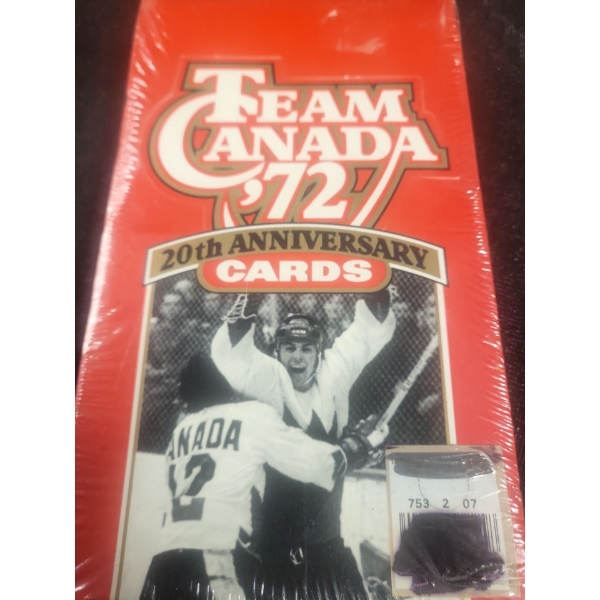 TEAM
CANADA
'72
20th ANNIVERSARY
CARDS
ANADA
12
753 2 07